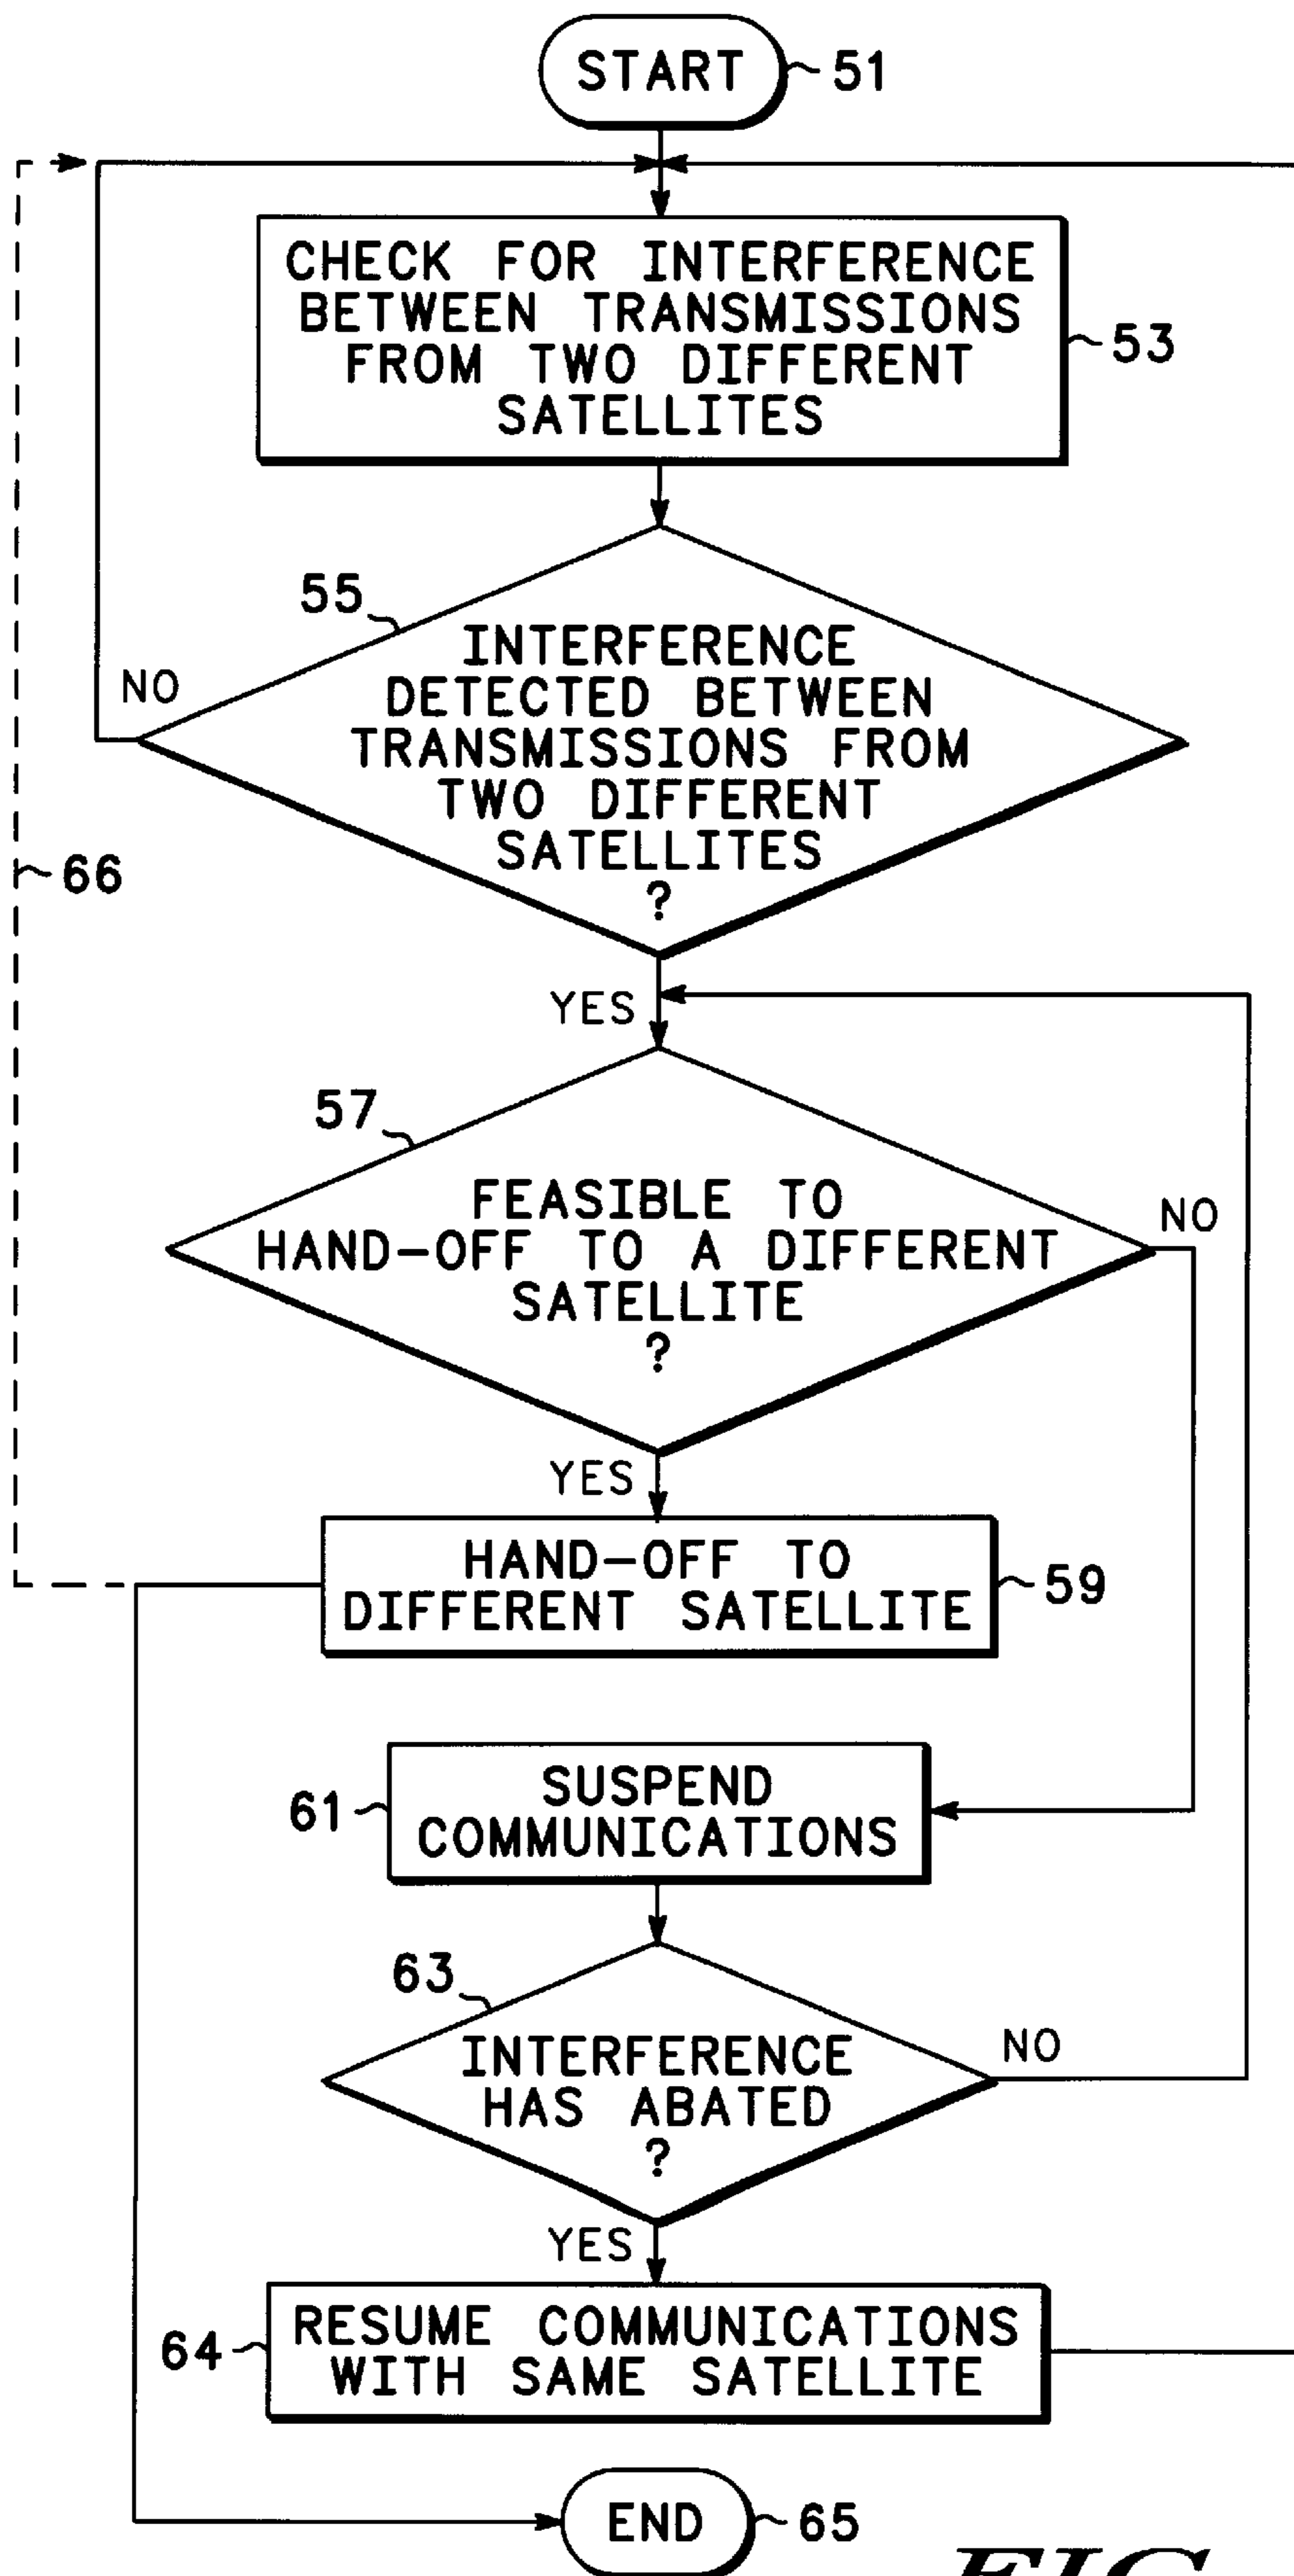 START
51
CHECK FOR INTERFERENCE
BETWEEN TRANSMISSIONS
FROM TWO DIFFERENT
SATELLITES
53
55
INTERFERENCE
DETECTED BETWEEN
TRANSMISSIONS FROM
TWO DIFFERENT
SATELLITES
?
NO
66
YES
57
FEASIBLE TO
HAND-OFF TO A DIFFERENT
SATELLITE
?
NO
YES
HAND-OFF TO
DIFFERENT SATELLITE
59
SUSPEND
COMMUNICATIONS
61
63
INTERFERENCE
HAS ABATED
?
NO
YES
RESUME COMMUNICATIONS
WITH SAME SATELLITE
64
END
65